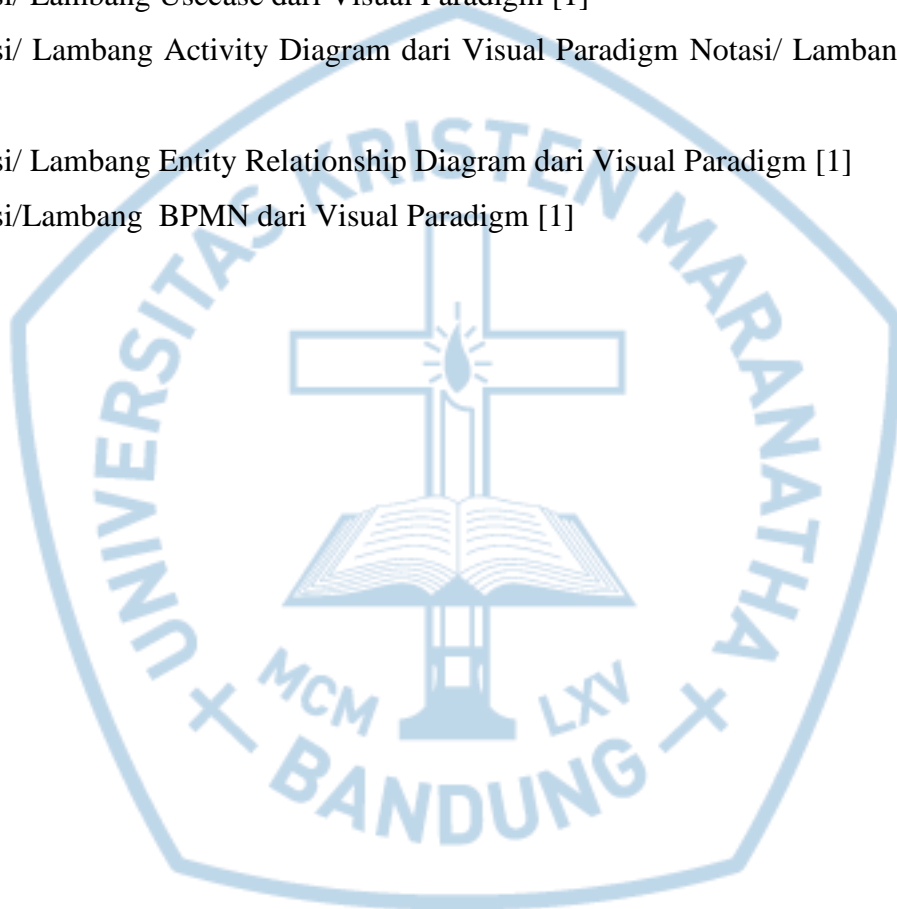 si/ Lambang Usecase dari Visual Paradigm [1]
si/ Lambang Activity Diagram dari Visual Paradigm Notasi/ Lamban
si/ Lambang Entity Relationship Diagram dari Visual Paradigm [1]
si/Lambang BPMN dari Visual Paradigm [1]
UNIVERSITAS KRISTEN MARANATHA
MCM LXV
BANDUNG